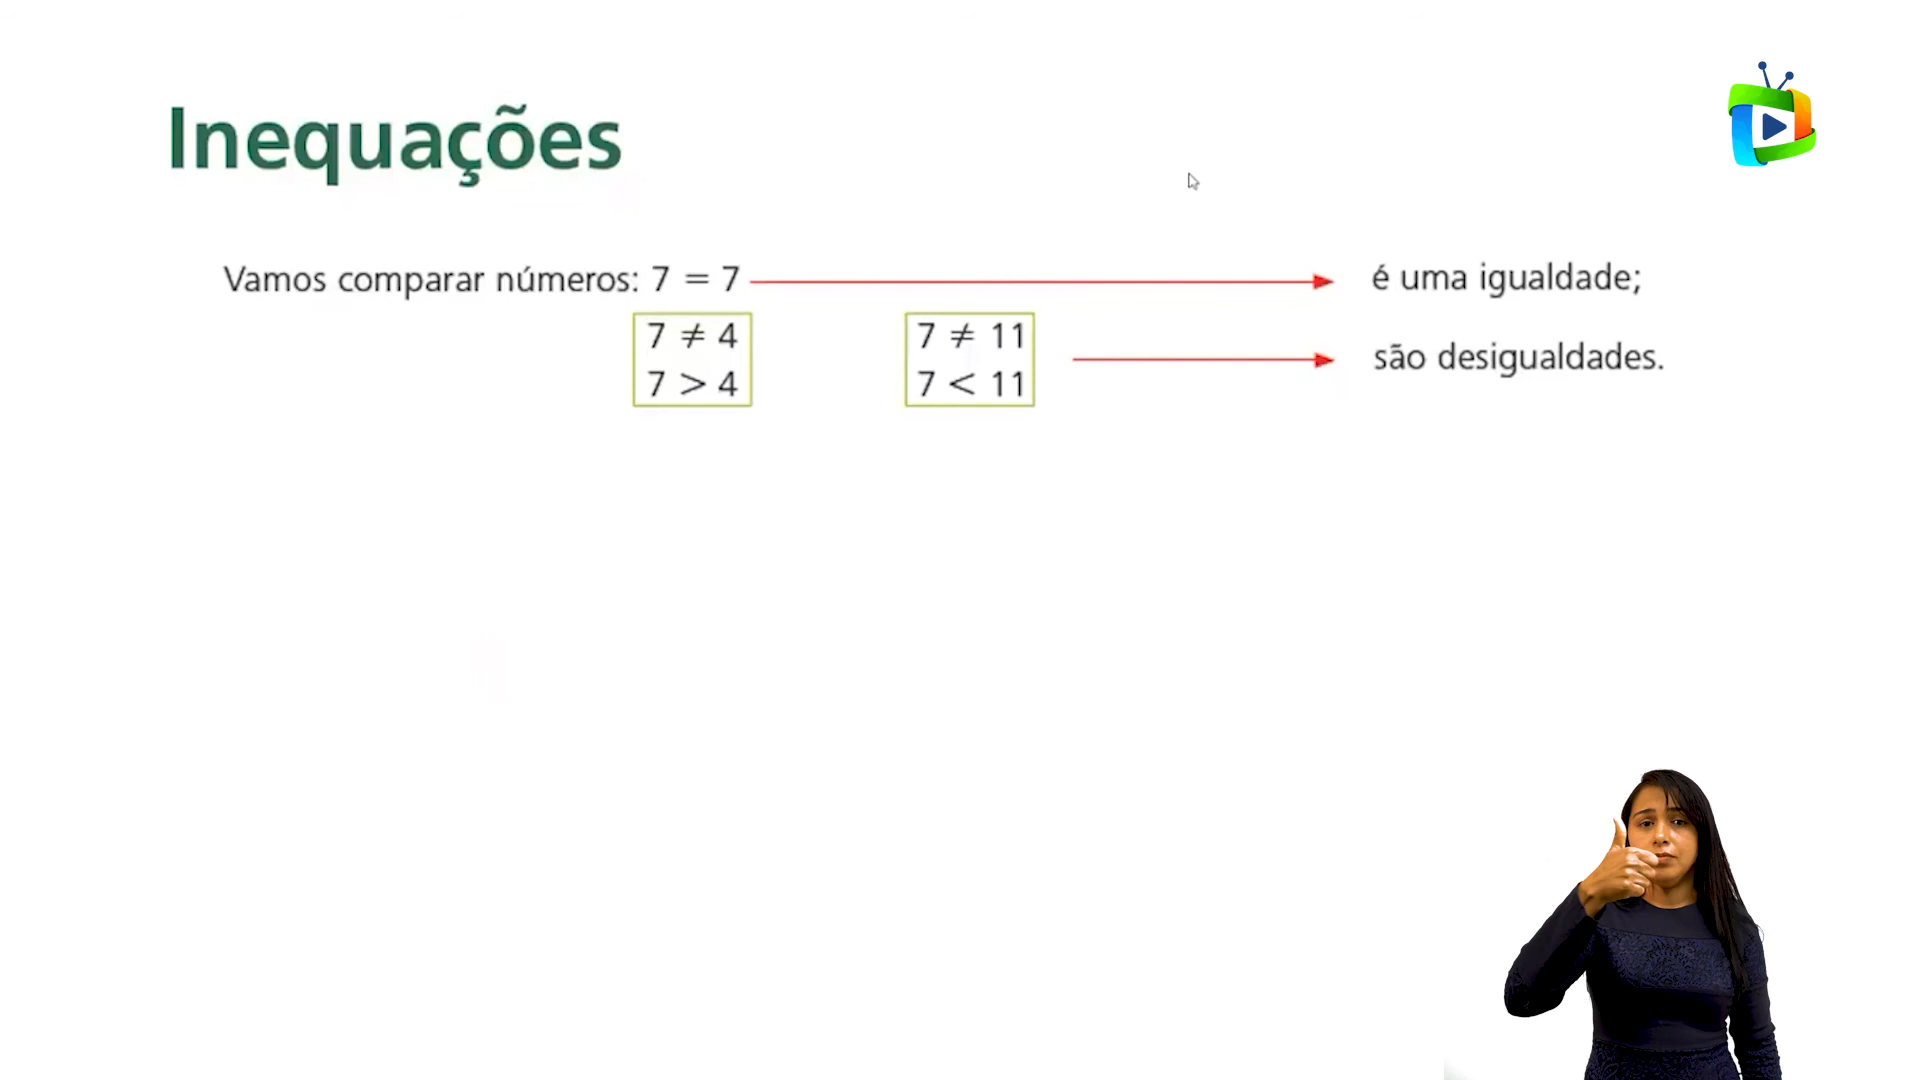 Inequações
Vamos comparar números: 7 = 7 é uma igualdade;
7 ≠ 4 7 ≠ 11
são desigualdades.
7 > 4 7 < 11